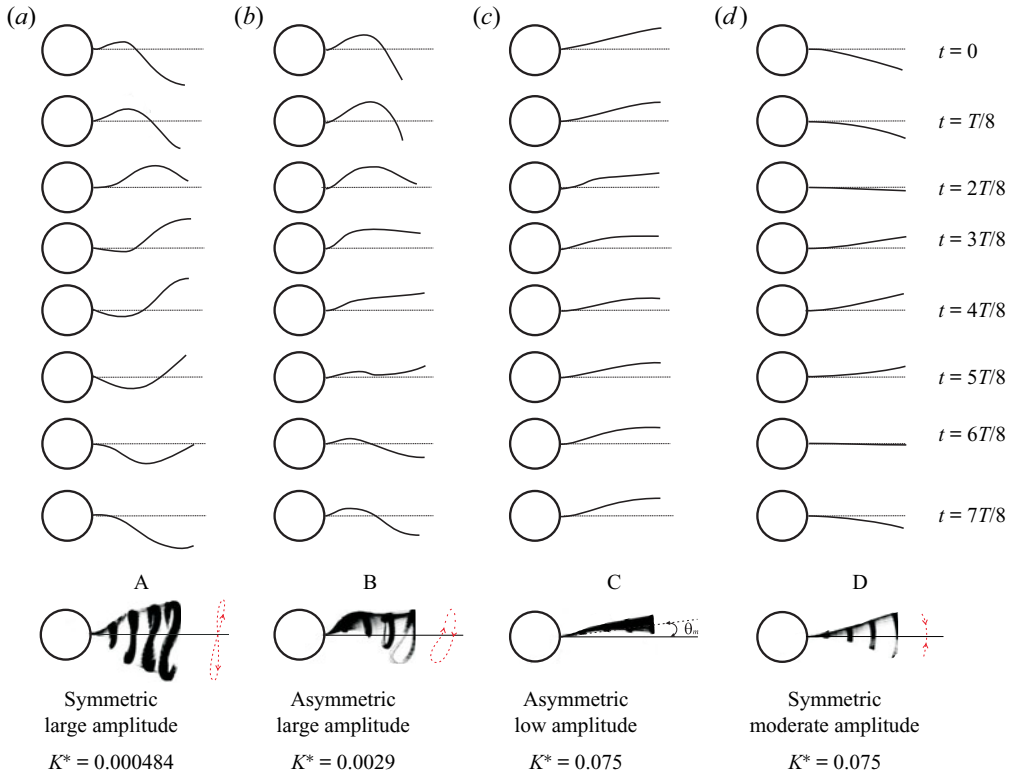 (a) (b) (c) (d)
t = 0
t = T/8
t = 2T/8
t = 3T/8
t = 4T/8
t = 5T/8
t = 6T/8
t = 7T/8
A B C D
θm
Symmetric Asymmetric Asymmetric Symmetric
large amplitude large amplitude low amplitude moderate amplitude
K* = 0.000484 K* = 0.0029 K* = 0.075 K* = 0.075